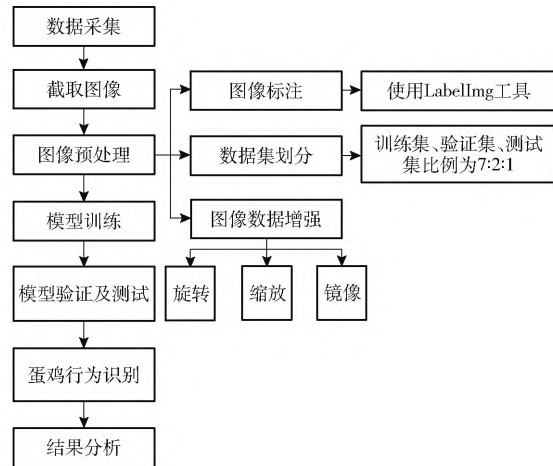 数据采集
截取图像
图像标注
使用LabelImg工具
图像预处理
数据集划分
训练集、验证集、测试
集比例为7:2:1
模型训练
图像数据增强
模型验证及测试
旋转
缩放
镜像
蛋鸡行为识别
结果分析